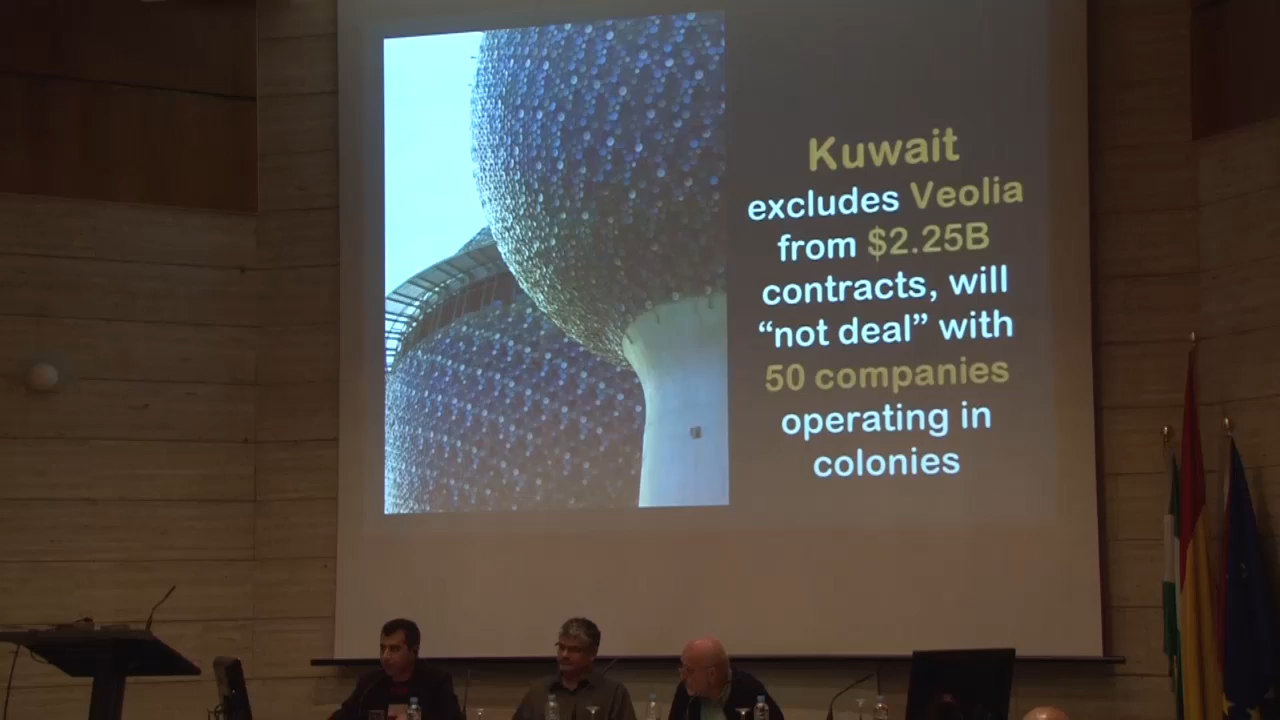 Kuwait
excludes Veolia
from $2.25B
contracts, will
“not deal” with
50 companies
operating in
colonies